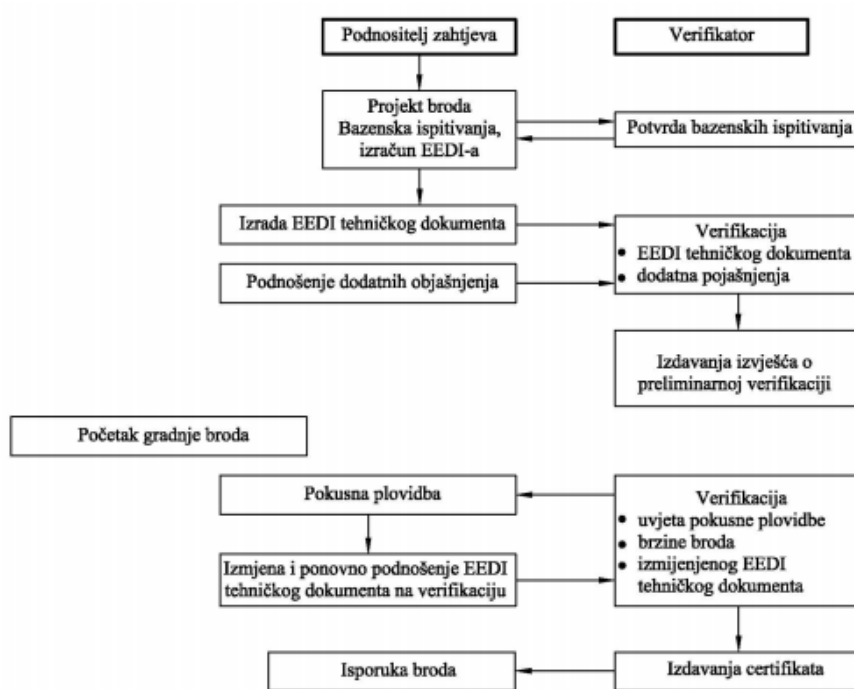 Podnositelj zahtjeva
Verifikator
Projekt broda
Bazenska ispitivanja,
izračun EEDI-a
Potvrda bazenskih ispitivanja
Izrada EEDI tehničkog dokumenta
Verifikacija
• EEDI tehničkog dokumenta
• dodatna pojašnjenja
Podnošenje dodatnih objašnjenja
Izdavanja izvješća o
preliminarnoj verifikaciji
Početak gradnje broda
Pokusna plovidba
Verifikacija
• uvjeta pokusne plovidbe
• brzine broda
• izmijenjenog EEDI
tehničkog dokumenta
Izmjena i ponovno podnošenje EEDI
tehničkog dokumenta na verifikaciju
Isporuka broda
Izdavanja certifikata